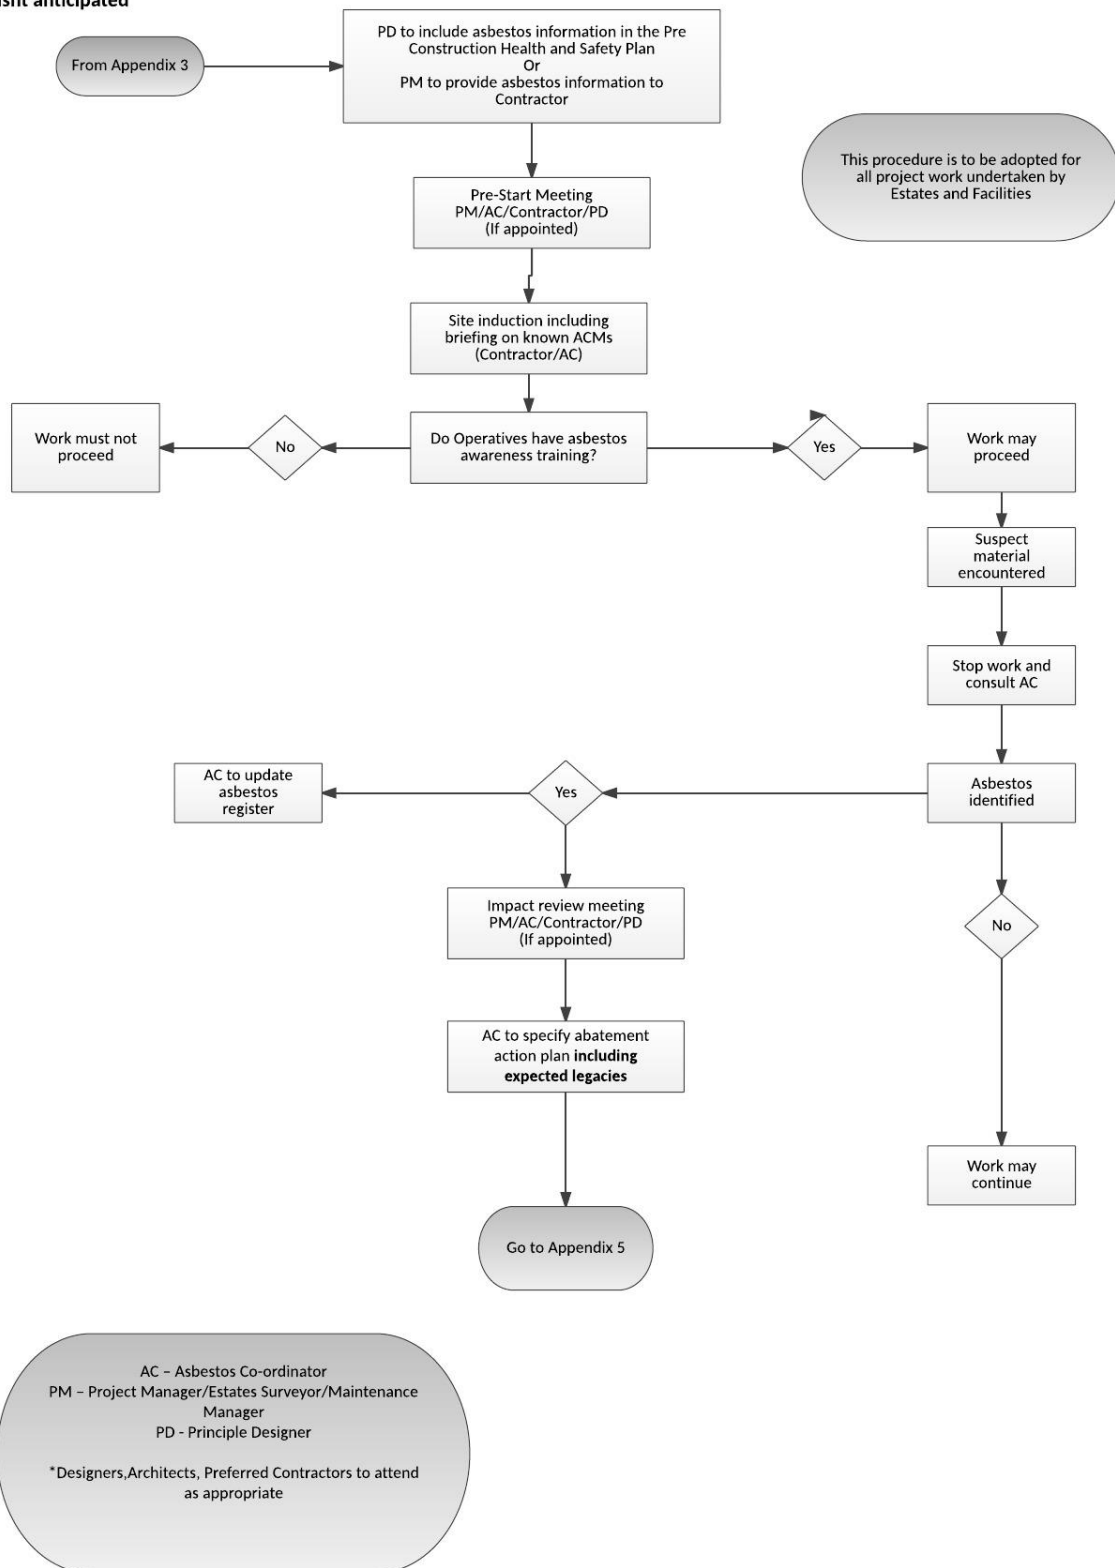 isnt anticipated
PD to include asbestos information in the Pre
Construction Health and Safety Plan
Or
PM to provide asbestos information to
Contractor
From Appendix 3
This procedure is to be adopted for
all project work undertaken by
Estates and Facilities
Pre-Start Meeting
PM/AC/Contractor/PD
(If appointed)
Site induction including
briefing on known ACMs
(Contractor/AC)
Work must not
proceed
No
Do Operatives have asbestos
awareness training?
Yes
Work may
proceed
Suspect
material
encountered
Stop work and
consult AC
AC to update
asbestos
register
Yes
Asbestos
identified
Impact review meeting
PM/AC/Contractor/PD
(If appointed)
No
AC to specify abatement
action plan including
expected legacies
Work may
continue
Go to Appendix 5
AC – Asbestos Co-ordinator
PM – Project Manager/Estates Surveyor/Maintenance
Manager
PD - Principle Designer
*Designers,Architects, Preferred Contractors to attend
as appropriate